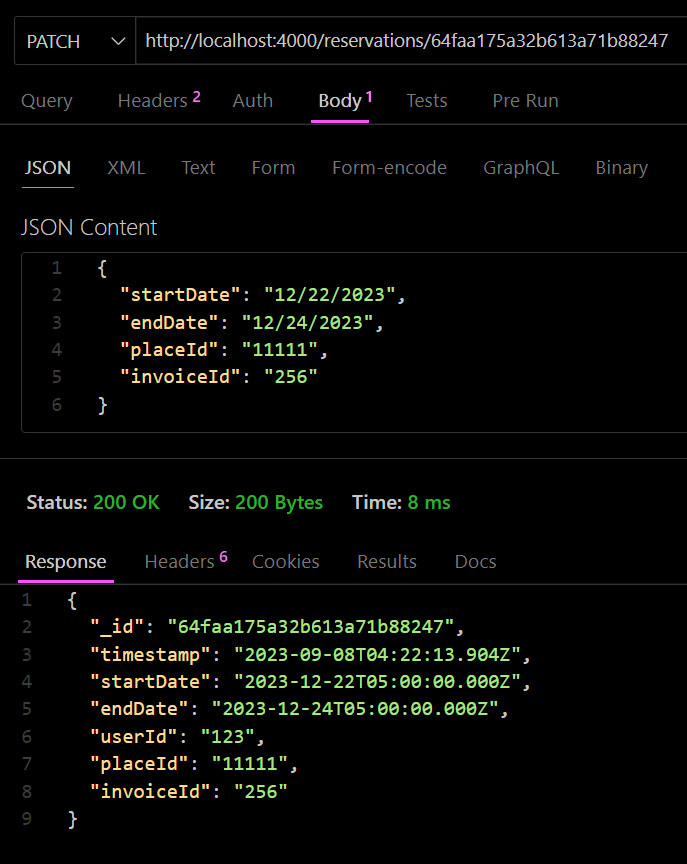 PATCH http://localhost:4000/reservations/64faa175a32b613a71b88247
Query Headers 2 Auth Body 1 Tests Pre Run
JSON XML Text Form Form-encode GraphQL Binary
JSON Content
1 {
2 "startDate": "12/22/2023",
3 "endDate": "12/24/2023",
4 "placeId": "11111",
5 "invoiceId": "256"
6 }
Status: 200 OK Size: 200 Bytes Time: 8 ms
Response Headers 6 Cookies Results Docs
1 {
2 "_id": "64faa175a32b613a71b88247",
3 "timestamp": "2023-09-08T04:22:13.904Z",
4 "startDate": "2023-12-22T05:00:00.000Z",
5 "endDate": "2023-12-24T05:00:00.000Z",
6 "userId": "123",
7 "placeId": "11111",
8 "invoiceId": "256"
9 }